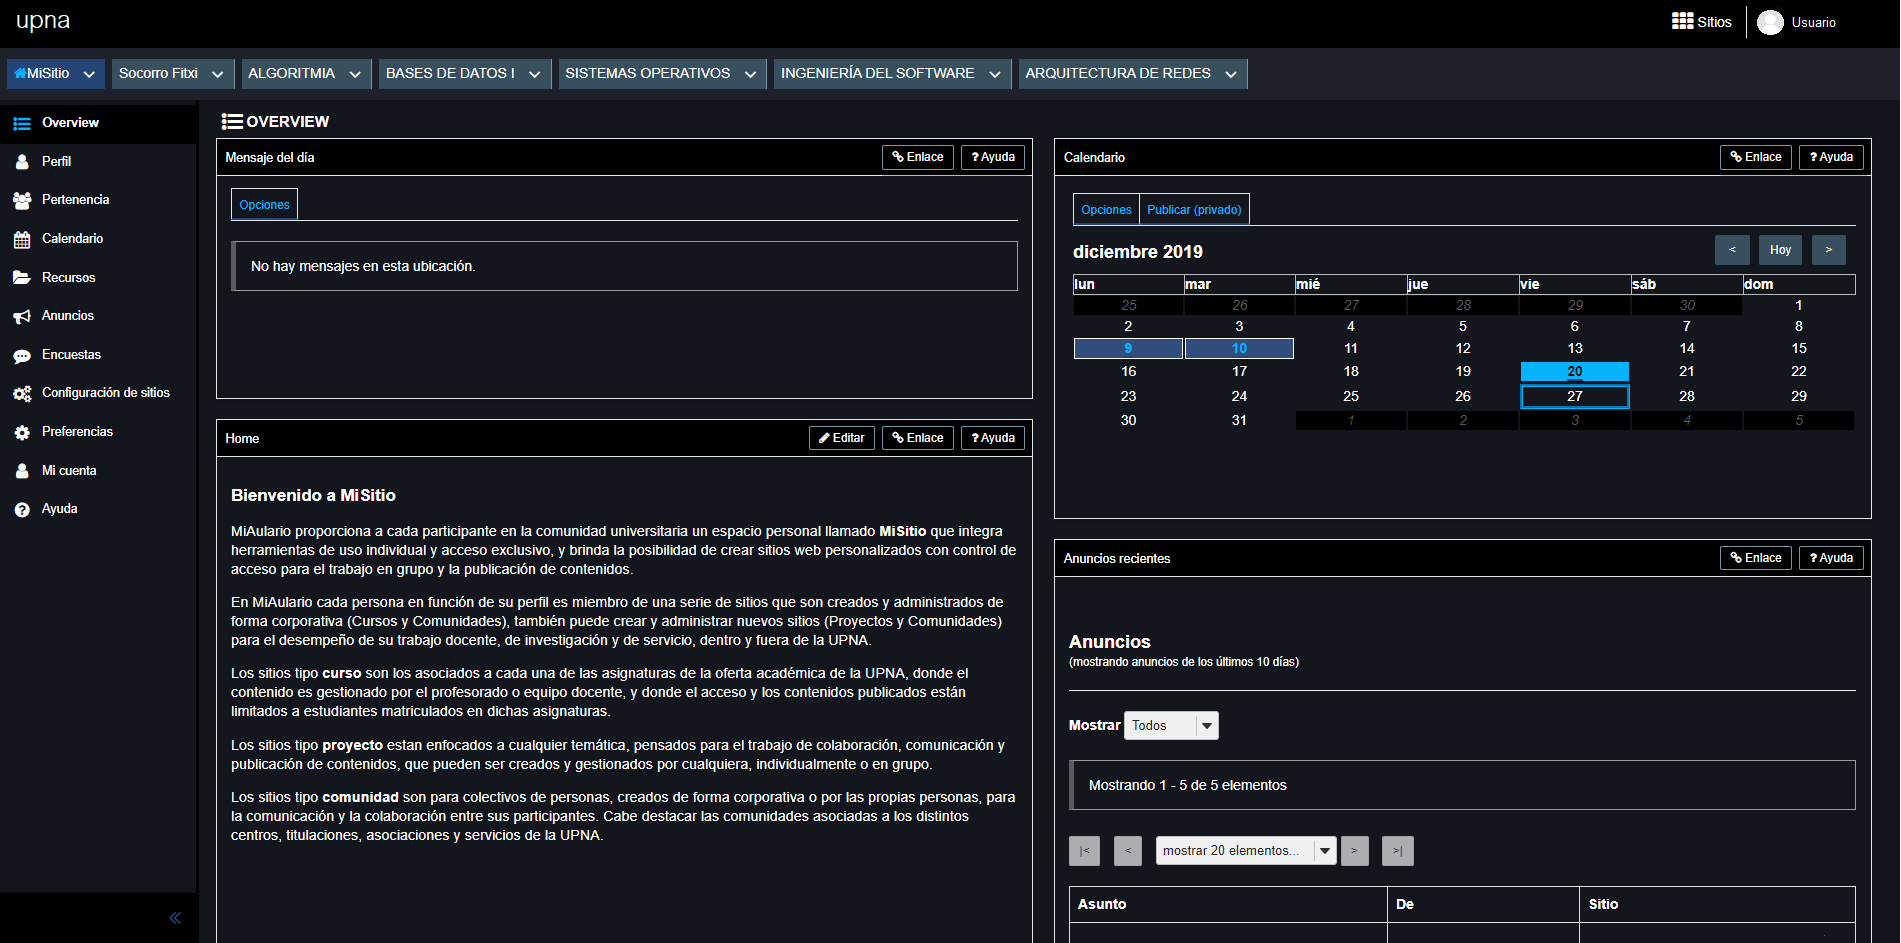 upna
Sitios
Usuario
MiSitio
Socorro Fitxi
ALGORITMIA
BASES DE DATOS I
SISTEMAS OPERATIVOS
INGENIERÍA DEL SOFTWARE
ARQUITECTURA DE REDES
Overview
Perfil
Pertenencia
Calendario
Recursos
Anuncios
Encuestas
Configuración de sitios
Preferencias
Mi cuenta
Ayuda
OVERVIEW
Mensaje del día
Enlace
? Ayuda
Opciones
No hay mensajes en esta ubicación.
Home
Editar
Enlace
? Ayuda
Bienvenido a MiSitio
MiAulario proporciona a cada participante en la comunidad universitaria un espacio personal llamado MiSitio que integra
herramientas de uso individual y acceso exclusivo, y brinda la posibilidad de crear sitios web personalizados con control de
acceso para el trabajo en grupo y la publicación de contenidos.
En MiAulario cada persona en función de su perfil es miembro de una serie de sitios que son creados y administrados de
forma corporativa (Cursos y Comunidades), también puede crear y administrar nuevos sitios (Proyectos y Comunidades)
para el desempeño de su trabajo docente, de investigación y de servicio, dentro y fuera de la UPNA.
Los sitios tipo curso son los asociados a cada una de las asignaturas de la oferta académica de la UPNA, donde el
contenido es gestionado por el profesorado o equipo docente, y donde el acceso y los contenidos publicados están
limitados a estudiantes matriculados en dichas asignaturas.
Los sitios tipo proyecto estan enfocados a cualquier temática, pensados para el trabajo de colaboración, comunicación y
publicación de contenidos, que pueden ser creados y gestionados por cualquiera, individualmente o en grupo.
Los sitios tipo comunidad son para colectivos de personas, creados de forma corporativa o por las propias personas, para
la comunicación y la colaboración entre sus participantes. Cabe destacar las comunidades asociadas a los distintos
centros, titulaciones, asociaciones y servicios de la UPNA.
Calendario
Enlace
? Ayuda
Opciones
Publicar (privado)
diciembre 2019
<
Hoy
>
lun mar mié jue vie sáb dom
25 26 27 28 29 30 1
2 3 4 5 6 7 8
9 10 11 12 13 14 15
16 17 18 19 20 21 22
23 24 25 26 27 28 29
30 31 1 2 3 4 5
Anuncios recientes
Enlace
? Ayuda
Anuncios
(mostrando anuncios de los últimos 10 días)
Mostrar Todos
Mostrando 1 - 5 de 5 elementos
|< < mostrar 20 elementos... > >|
Asunto De Sitio